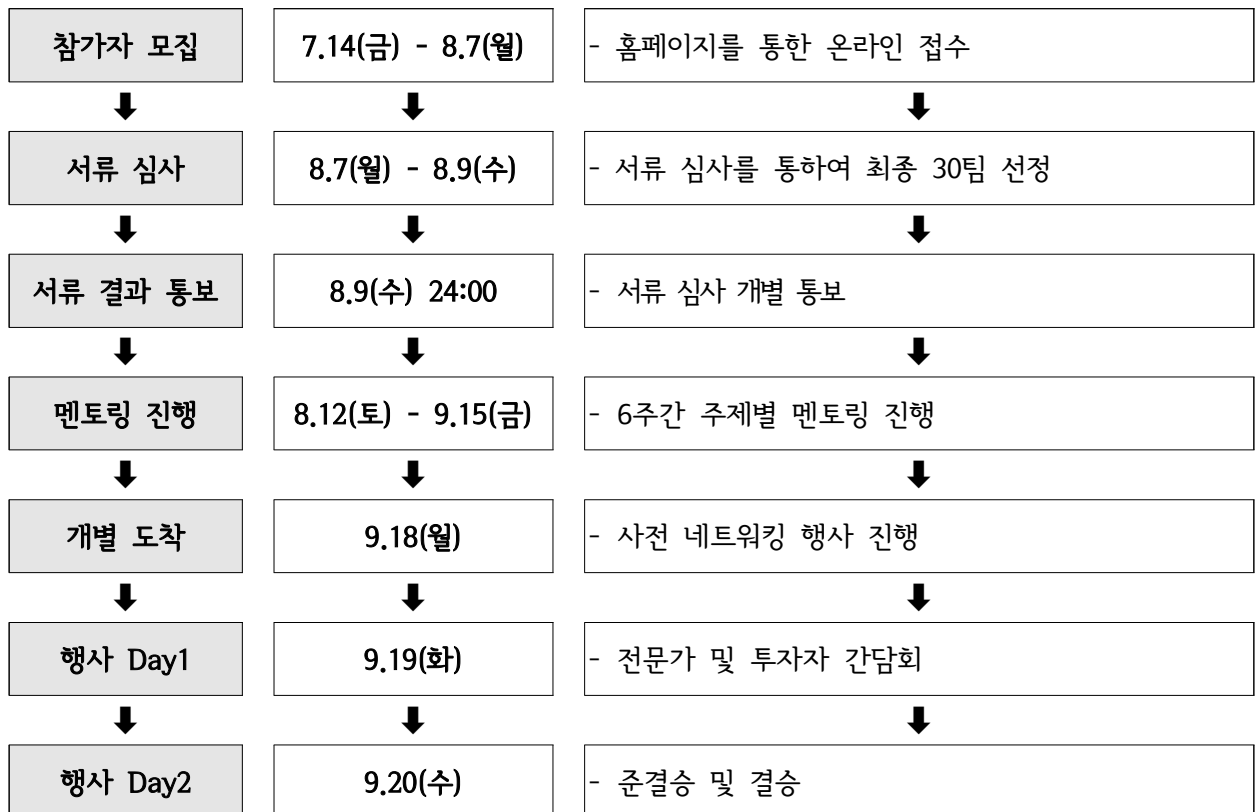 참가자 모집 7.14(금) - 8.7(월) - 홈페이지를 통한 온라인 접수
서류 심사 8.7(월) - 8.9(수) - 서류 심사를 통하여 최종 30팀 선정
서류 결과 통보 8.9(수) 24:00 - 서류 심사 개별 통보
멘토링 진행 8.12(토) - 9.15(금) - 6주간 주제별 멘토링 진행
개별 도착 9.18(월) - 사전 네트워킹 행사 진행
행사 Day1 9.19(화) - 전문가 및 투자자 간담회
행사 Day2 9.20(수) - 준결승 및 결승